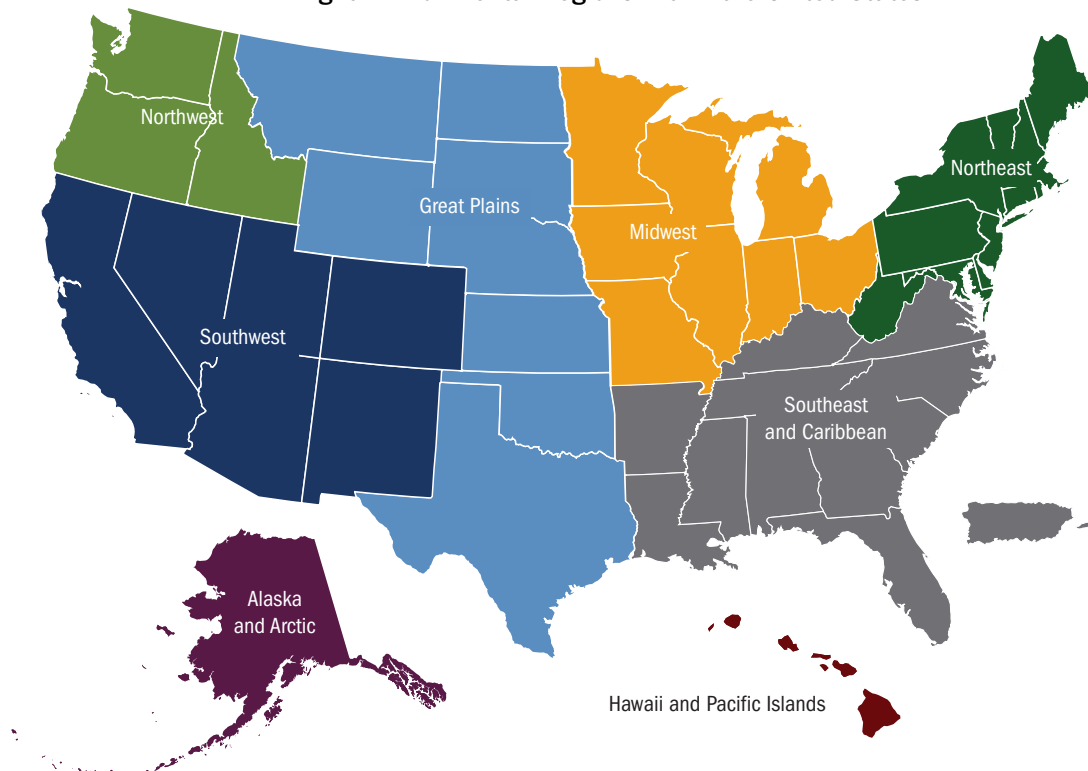 Northwest
Great Plains
Midwest
Northeast
Southwest
Southeast
and Caribbean
Alaska
and Arctic
Hawaii and Pacific Islands